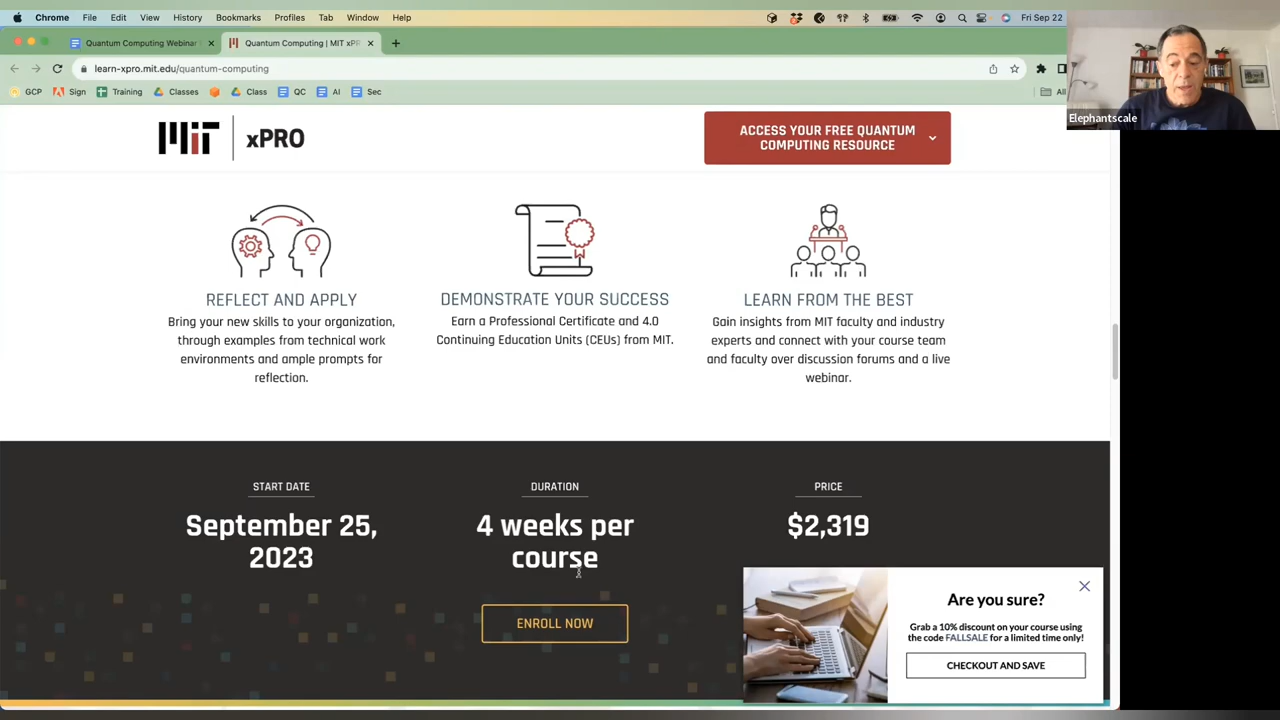 Chrome File Edit View History Bookmarks Profiles Tab Window Help Fri Sep 22
Quantum Computing Webinar
Quantum Computing | MIT xPR
learn-xpro.mit.edu/quantum-computing
GCP Sign Training Classes Class QC AI Sec All
Elephantscale
MIT xPRO
ACCESS YOUR FREE QUANTUM
COMPUTING RESOURCE
REFLECT AND APPLY
Bring your new skills to your organization,
through examples from technical work
environments and ample prompts for
reflection.
DEMONSTRATE YOUR SUCCESS
Earn a Professional Certificate and 4.0
Continuing Education Units (CEUs) from MIT.
LEARN FROM THE BEST
Gain insights from MIT faculty and industry
experts and connect with your course team
and faculty over discussion forums and a live
webinar.
START DATE
September 25,
2023
DURATION
4 weeks per
course
PRICE
$2,319
ENROLL NOW
Are you sure?
Grab a 10% discount on your course using
the code FALLSALE for a limited time only!
CHECKOUT AND SAVE